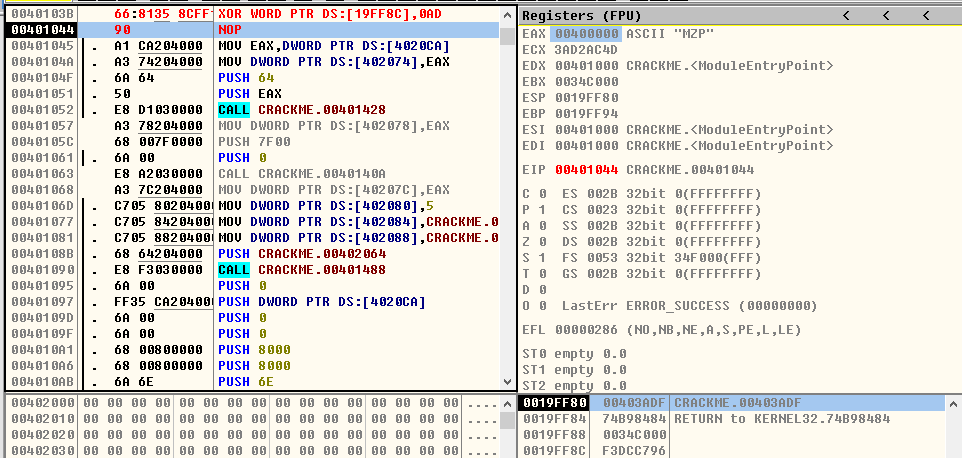 0040103B 66:8135 8CFF XOR WORD PTR DS:[19FF8C],0AD
00401044 90 NOP
00401045 . A1 CA204000 MOV EAX,DWORD PTR DS:[4020CA]
0040104A . A3 74204000 MOV DWORD PTR DS:[402074],EAX
0040104F . 6A 64 PUSH 64
00401051 . 50 PUSH EAX
00401052 . E8 D1030000 CALL CRACKME.00401428
00401057 A3 78204000 MOV DWORD PTR DS:[402078],EAX
0040105C 68 007F0000 PUSH 7F00
00401061 . 6A 00 PUSH 0
00401063 E8 A2030000 CALL CRACKME.0040140A
00401068 A3 7C204000 MOV DWORD PTR DS:[40207C],EAX
0040106D . C705 80204000 MOV DWORD PTR DS:[402080],5
00401077 . C705 84204000 MOV DWORD PTR DS:[402084],CRACKME.0
00401081 . C705 88204000 MOV DWORD PTR DS:[402088],CRACKME.0
0040108B . 68 64204000 PUSH CRACKME.00402064
00401090 . E8 F3030000 CALL CRACKME.00401488
00401095 . 6A 00 PUSH 0
00401097 . FF35 CA204000 PUSH DWORD PTR DS:[4020CA]
0040109D . 6A 00 PUSH 0
0040109F . 6A 00 PUSH 0
004010A1 . 68 00800000 PUSH 8000
004010A6 . 68 00800000 PUSH 8000
004010AB . 6A 6E PUSH 6E
Registers (FPU) < < <
EAX 00400000 ASCII "MZP"
ECX 3AD2AC4D
EDX 00401000 CRACKME.<ModuleEntryPoint>
EBX 0034C000
ESP 0019FF80
EBP 0019FF94
ESI 00401000 CRACKME.<ModuleEntryPoint>
EDI 00401000 CRACKME.<ModuleEntryPoint>
EIP 00401044 CRACKME.00401044
C 0 ES 002B 32bit 0(FFFFFFFF)
P 1 CS 0023 32bit 0(FFFFFFFF)
A 0 SS 002B 32bit 0(FFFFFFFF)
Z 0 DS 002B 32bit 0(FFFFFFFF)
S 1 FS 0053 32bit 34F000(FFF)
T 0 GS 002B 32bit 0(FFFFFFFF)
D 0
O 0 LastErr ERROR_SUCCESS (00000000)
EFL 00000286 (NO,NB,NE,A,S,PE,L,LE)
ST0 empty 0.0
ST1 empty 0.0
ST2 empty 0.0
00402000 00 00 00 00 00 00 00 00 00 00 00 00 00 00 00 00 ....
00402010 00 00 00 00 00 00 00 00 00 00 00 00 00 00 00 00 ....
00402020 00 00 00 00 00 00 00 00 00 00 00 00 00 00 00 00 ....
00402030 00 00 00 00 00 00 00 00 00 00 00 00 00 00 00 00 ....
0019FF80 00403ADF CRACKME.00403ADF
0019FF84 74B98484 RETURN to KERNEL32.74B98484
0019FF88 0034C000
0019FF8C F3DCC796